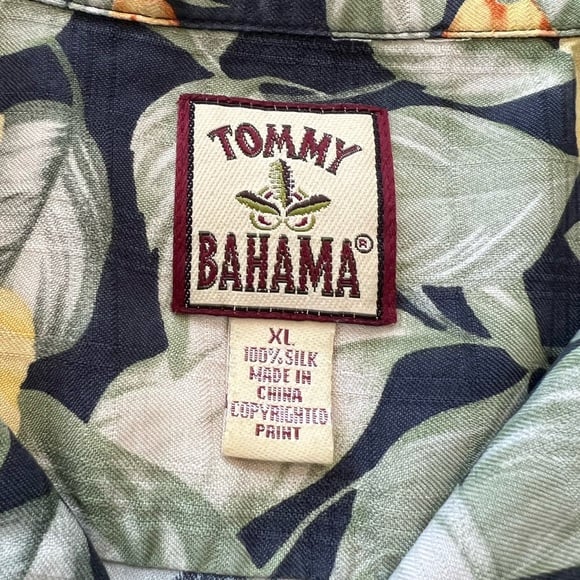 TOMMY
BAHAMA®
XL
100% SILK
MADE IN
CHINA
COPYRIGHTED
PRINT